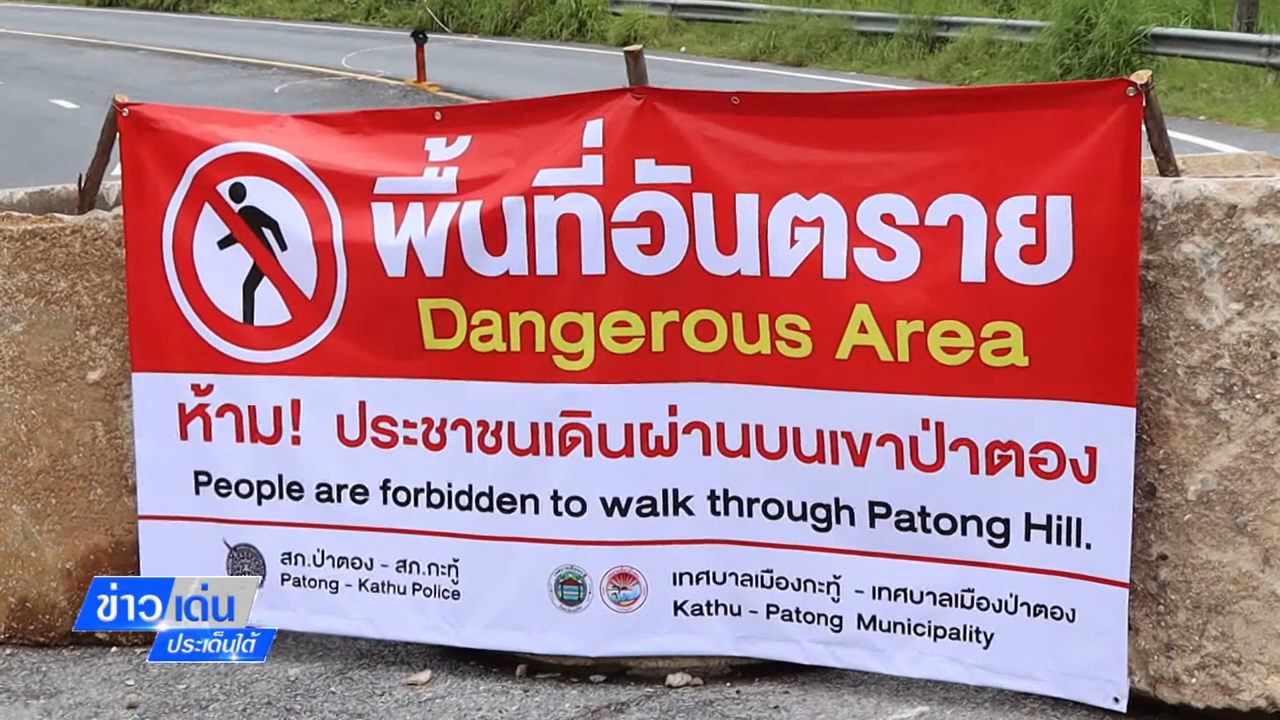 พื้นที่อันตราย
Dangerous Area
ห้าม! ประชาชนเดินผ่านบนเขาป่าตอง
People are forbidden to walk through Patong Hill.
สภ.ป่าตอง - สภ.กะทู้
Patong - Kathu Police
เทศบาลเมืองกะทู้ - เทศบาลเมืองป่าตอง
Kathu - Patong Municipality
ข่าวเด่น
ประเด็นใต้